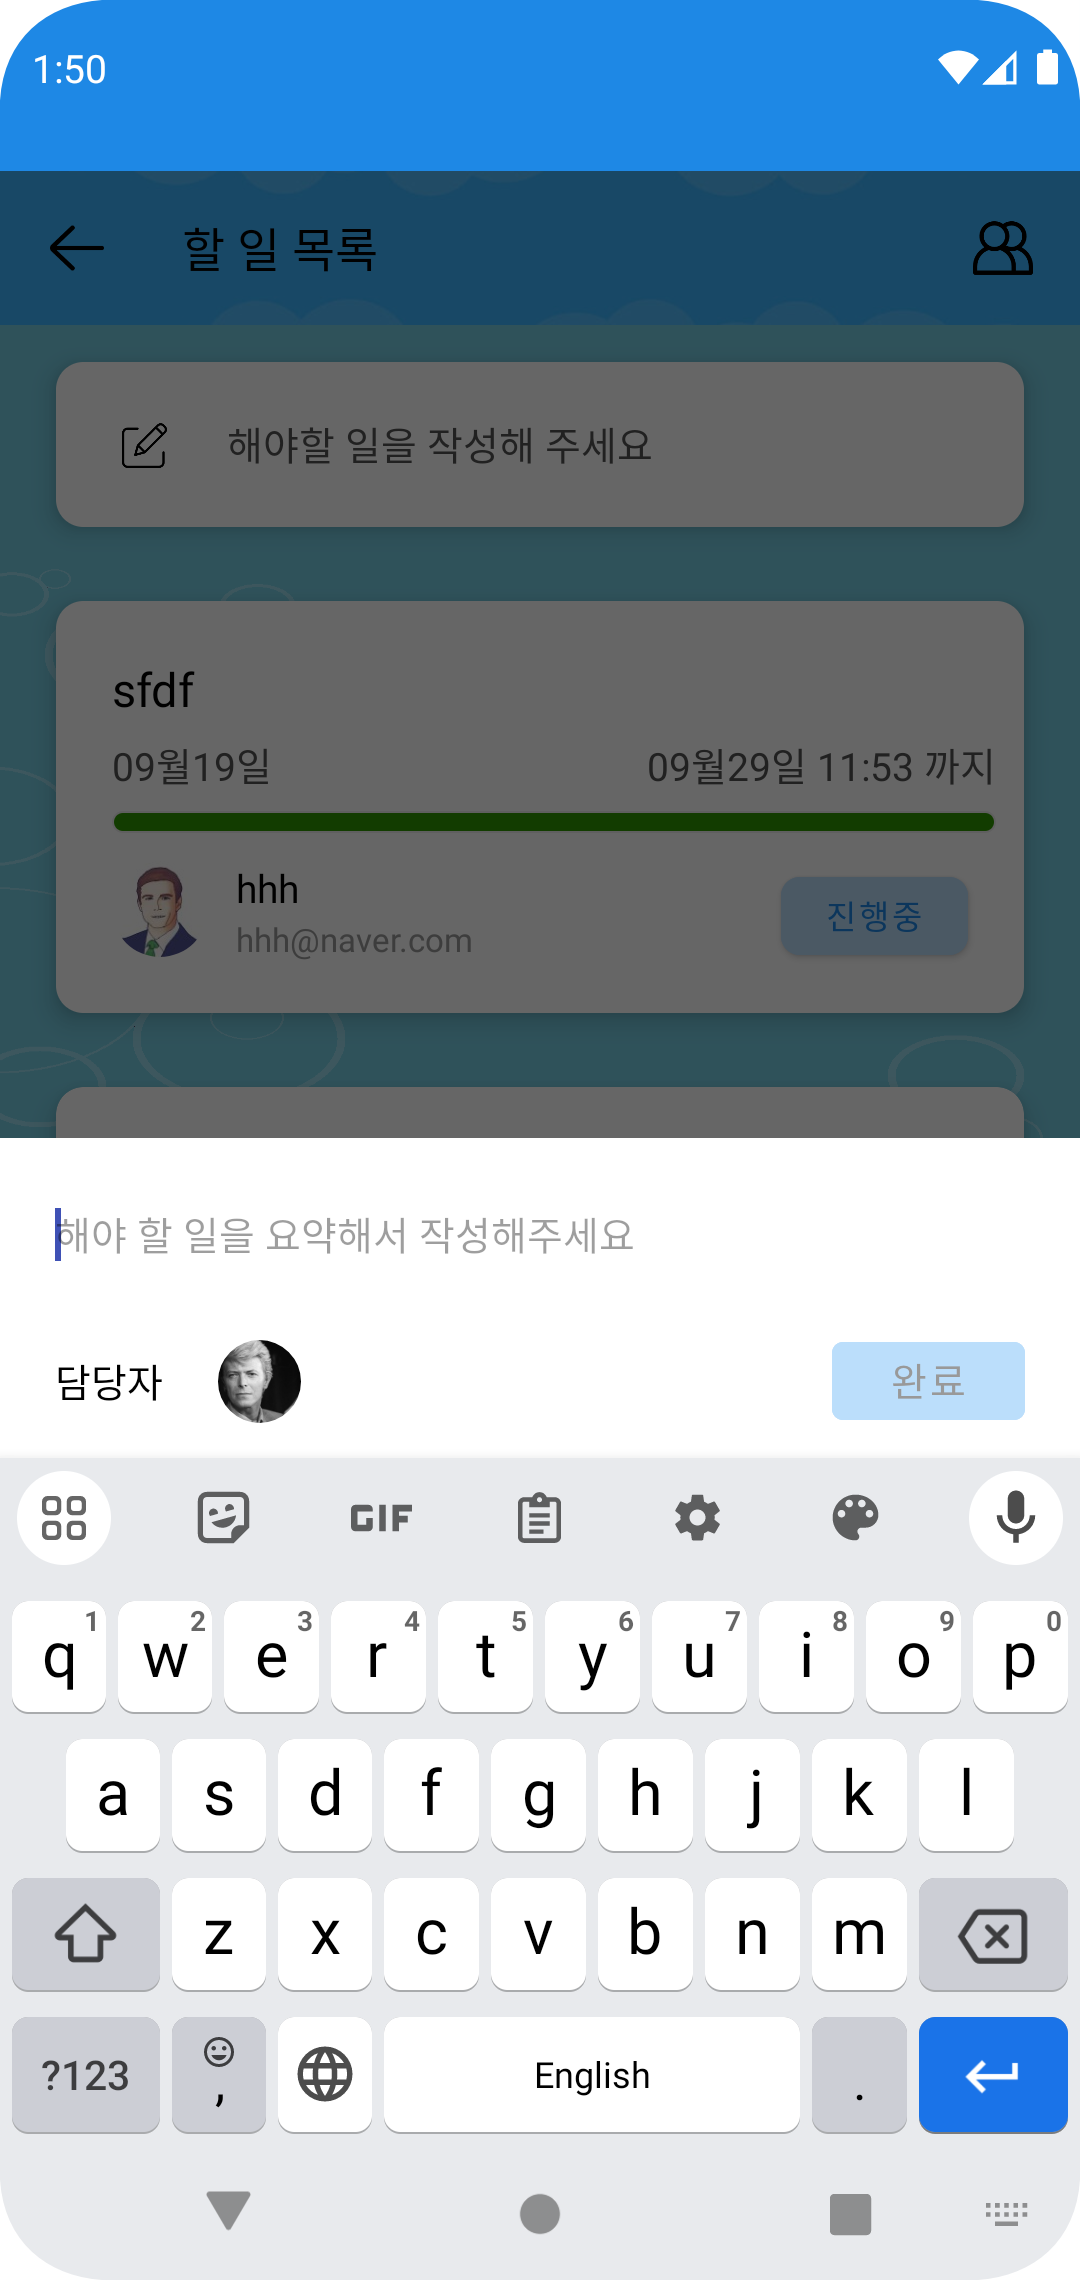 1:50
할 일 목록
해야할 일을 작성해 주세요
sfdf
09월19일 09월29일 11:53 까지
hhh
hhh@naver.com
진행중
해야 할 일을 요약해서 작성해주세요
담당자 완료
GIF
1 2 3 4 5 6 7 8 9 0
q w e r t y u i o p
a s d f g h j k l
z x c v b n m
?123 , English .